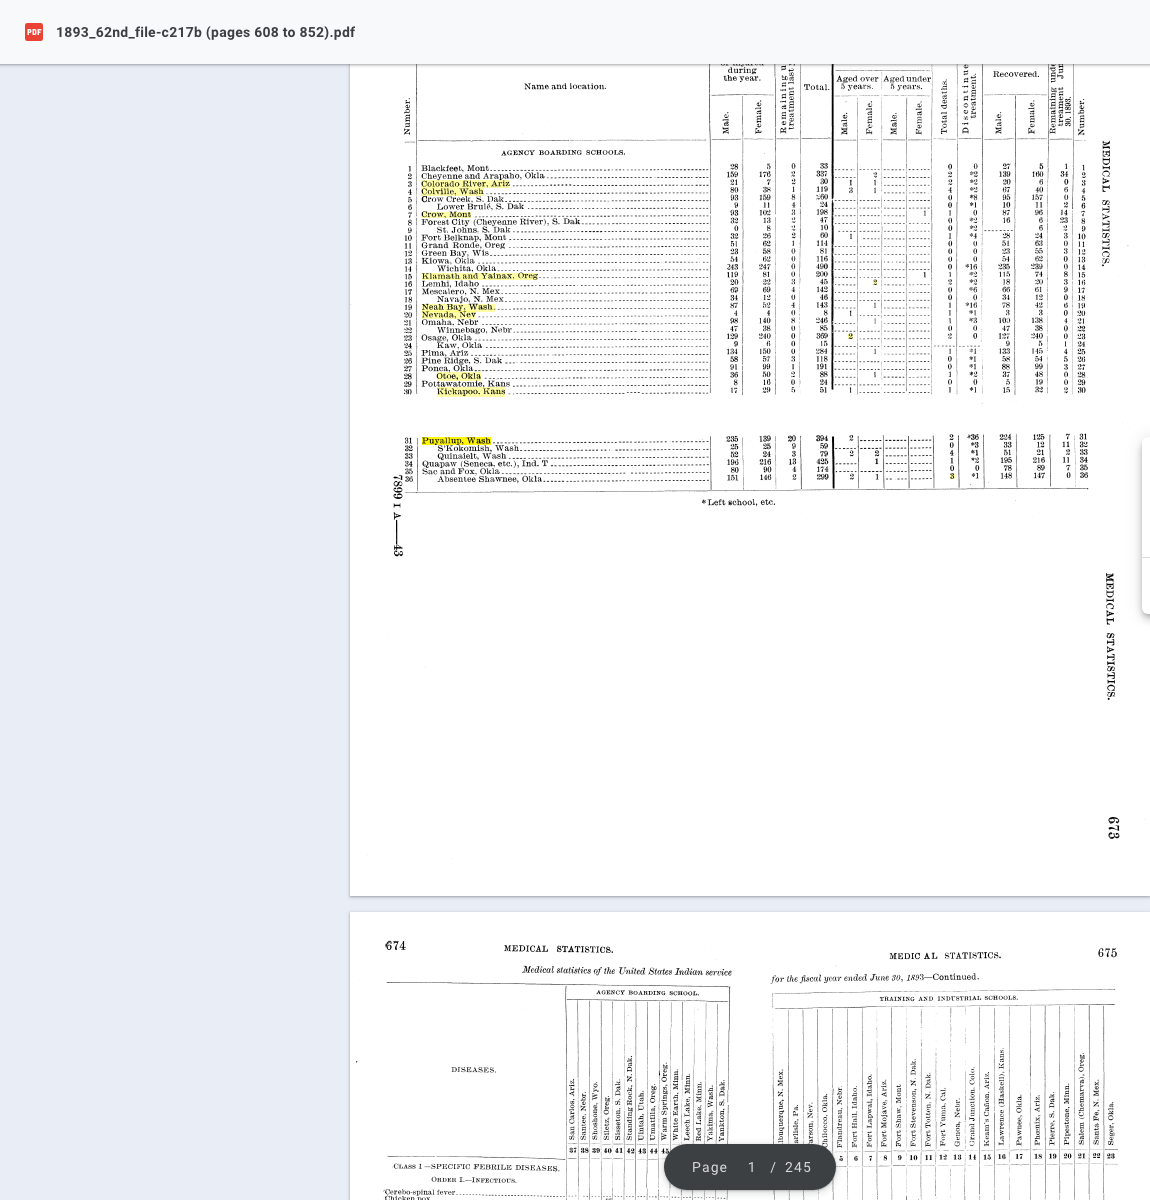 PDF 1893_62nd_file-c217b (pages 608 to 852).pdf
Number.
Name and location.
during the year.
Male.
Female.
Total.
Aged over 5 years.
Aged under 5 years.
Male.
Female.
Male.
Female.
Total deaths.
Discontinue treatment.
Recovered.
Male.
Female.
Number.
AGENCY BOARDING SCHOOLS.
1 Blackfeet, Mont 28 5 0 33 0 0 27 5 1 1
2 Cheyenne and Arapaho, Okla 159 176 2 337 2 2 *2 139 160 34 2
3 Colorado River, Ariz 21 7 2 30 1 1 2 *2 20 6 0 3
4 Colville, Wash 80 38 1 119 3 1 4 *2 67 40 6 4
5 Crow Creek, S. Dak 93 159 8 260 0 *8 95 157 0 5
6 Lower Brulé, S. Dak 9 11 4 24 0 *1 10 11 2 6
7 Crow, Mont 93 102 3 198 1 1 0 87 96 14 7
8 Forest City (Cheyenne River), S. Dak 32 13 2 47 0 *2 16 6 23 8
9 St. Johns, S. Dak 0 8 2 10 0 *2 6 2 9
10 Fort Belknap, Mont 32 26 2 60 1 1 *4 28 24 3 10
11 Grand Ronde, Oreg 51 62 1 114 0 0 51 63 0 11
12 Green Bay, Wis 23 58 0 81 0 0 23 55 3 12
13 Kiowa, Okla 54 62 0 116 0 0 54 62 0 13
14 Wichita, Okla 243 247 0 490 0 *16 235 239 0 14
15 Klamath and Yainax, Oreg 119 81 0 200 1 1 *2 115 74 8 15
16 Lemhi, Idaho 20 22 3 45 2 2 *2 18 20 3 16
17 Mescalero, N. Mex 69 69 4 142 0 *6 66 61 9 17
18 Navajo, N. Mex 34 12 0 46 0 0 34 12 0 18
19 Neah Bay, Wash 87 52 4 143 1 1 *16 78 42 6 19
20 Nevada, Nev 4 4 0 8 1 1 *1 3 3 0 20
21 Omaha, Nebr 98 140 8 246 1 1 *3 100 138 4 21
22 Winnebago, Nebr 47 38 0 85 0 0 47 38 0 22
23 Osage, Okla 129 240 0 369 2 2 0 127 240 0 23
24 Kaw, Okla 9 6 0 15 9 5 1 24
25 Pima, Ariz 134 150 0 284 1 1 *1 133 145 4 25
26 Pine Ridge, S. Dak 58 57 3 118 0 *1 58 54 5 26
27 Ponca, Okla 91 99 1 191 0 *1 88 99 3 27
28 Otoe, Okla 36 50 2 88 1 1 *2 37 48 0 28
29 Pottawatomie, Kans 8 16 0 24 0 0 5 19 0 29
30 Kickapoo, Kans 17 29 5 51 1 1 *1 15 32 2 30
31 Puyallup, Wash 235 139 20 394 2 2 *36 224 125 7 31
32 S'Kokomish, Wash 25 25 9 59 0 *3 33 12 11 32
33 Quinaielt, Wash 52 24 3 79 2 2 4 *1 51 21 2 33
34 Quapaw (Seneca, etc.), Ind. T 196 216 13 425 1 1 *2 195 216 11 34
35 Sac and Fox, Okla 80 90 4 174 0 0 78 89 7 35
36 Absentee Shawnee, Okla 151 146 2 299 2 1 3 *1 148 147 0 36
*Left school, etc.
7899 I A——43
MEDICAL STATISTICS.
MEDICAL STATISTICS.
673
674 MEDICAL STATISTICS.
Medical statistics of the United States Indian service
AGENCY BOARDING SCHOOL.
DISEASES.
San Carlos, Ariz.
Santee, Nebr.
Shoshone, Wyo.
Siletz, Oreg.
Sisseton, S. Dak.
Standing Rock, N. Dak.
Uintah, Utah.
Umatilla, Oreg.
Warm Springs, Oreg.
White Earth, Minn.
Leech Lake, Minn.
Red Lake, Minn.
Yakima, Wash.
Yankton, S. Dak.
37 38 39 40 41 42 43 44
CLASS I—SPECIFIC FEBRILE DISEASES.
ORDER I.—INFECTIOUS.
Cerebo-spinal fever
Chicken pox
MEDICAL STATISTICS. 675
for the fiscal year ended June 30, 1893—Continued.
TRAINING AND INDUSTRIAL SCHOOLS.
Flandreau, Nebr.
Fort Hall, Idaho.
Fort Lapwai, Idaho.
Fort Mojave, Ariz.
Fort Shaw, Mont
Fort Stevenson, N. Dak.
Fort Totten, N. Dak.
Fort Yuma, Cal.
Genoa, Nebr.
Grand Junction, Colo.
Keam's Cañon, Ariz.
Lawrence (Haskell), Kans.
Pawnee, Okla.
Phœnix, Ariz.
Pierre, S. Dak.
Pipestone, Minn.
Salem (Chemawa), Oreg.
Santa Fe, N. Mex.
Seger, Okla.
5 6 7 8 9 10 11 12 13 14 15 16 17 18 19 20 21 22 23
Page 1 / 245